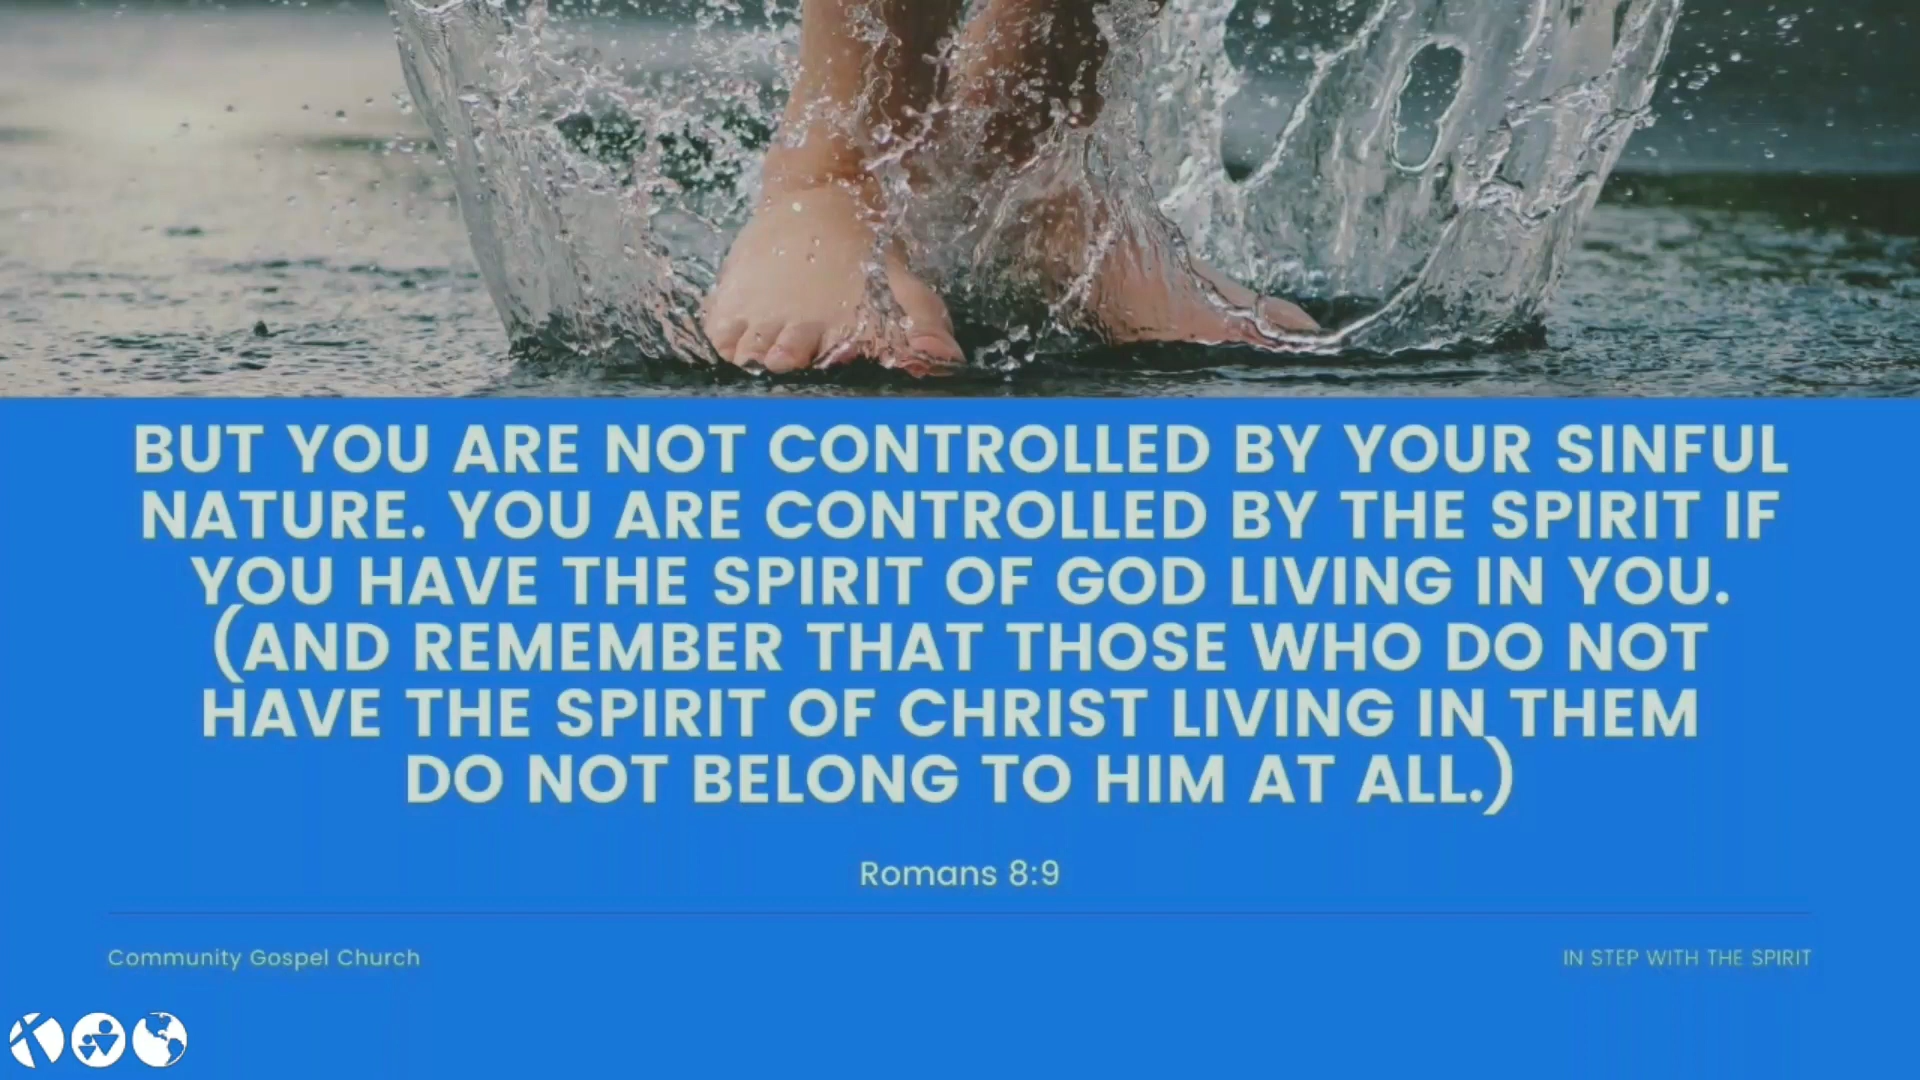 BUT YOU ARE NOT CONTROLLED BY YOUR SINFUL
NATURE. YOU ARE CONTROLLED BY THE SPIRIT IF
YOU HAVE THE SPIRIT OF GOD LIVING IN YOU.
(AND REMEMBER THAT THOSE WHO DO NOT
HAVE THE SPIRIT OF CHRIST LIVING IN THEM
DO NOT BELONG TO HIM AT ALL.)
Romans 8:9
Community Gospel Church
IN STEP WITH THE SPIRIT